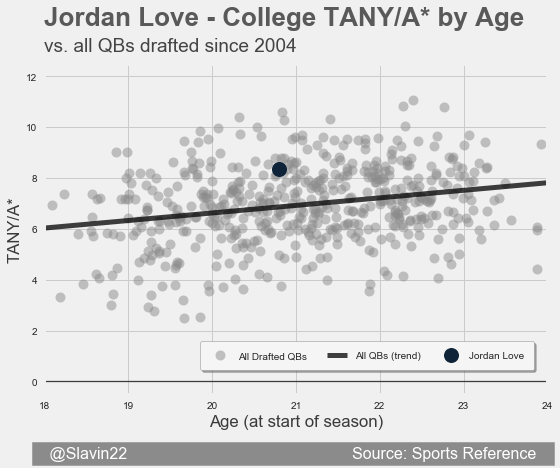 Jordan Love - College TANY/A* by Age
vs. all QBs drafted since 2004
12
10
8
6
4
2
0
TANY/A*
All Drafted QBs
All QBs (trend)
Jordan Love
18 19 20 21 22 23 24
Age (at start of season)
@Slavin22 Source: Sports Reference